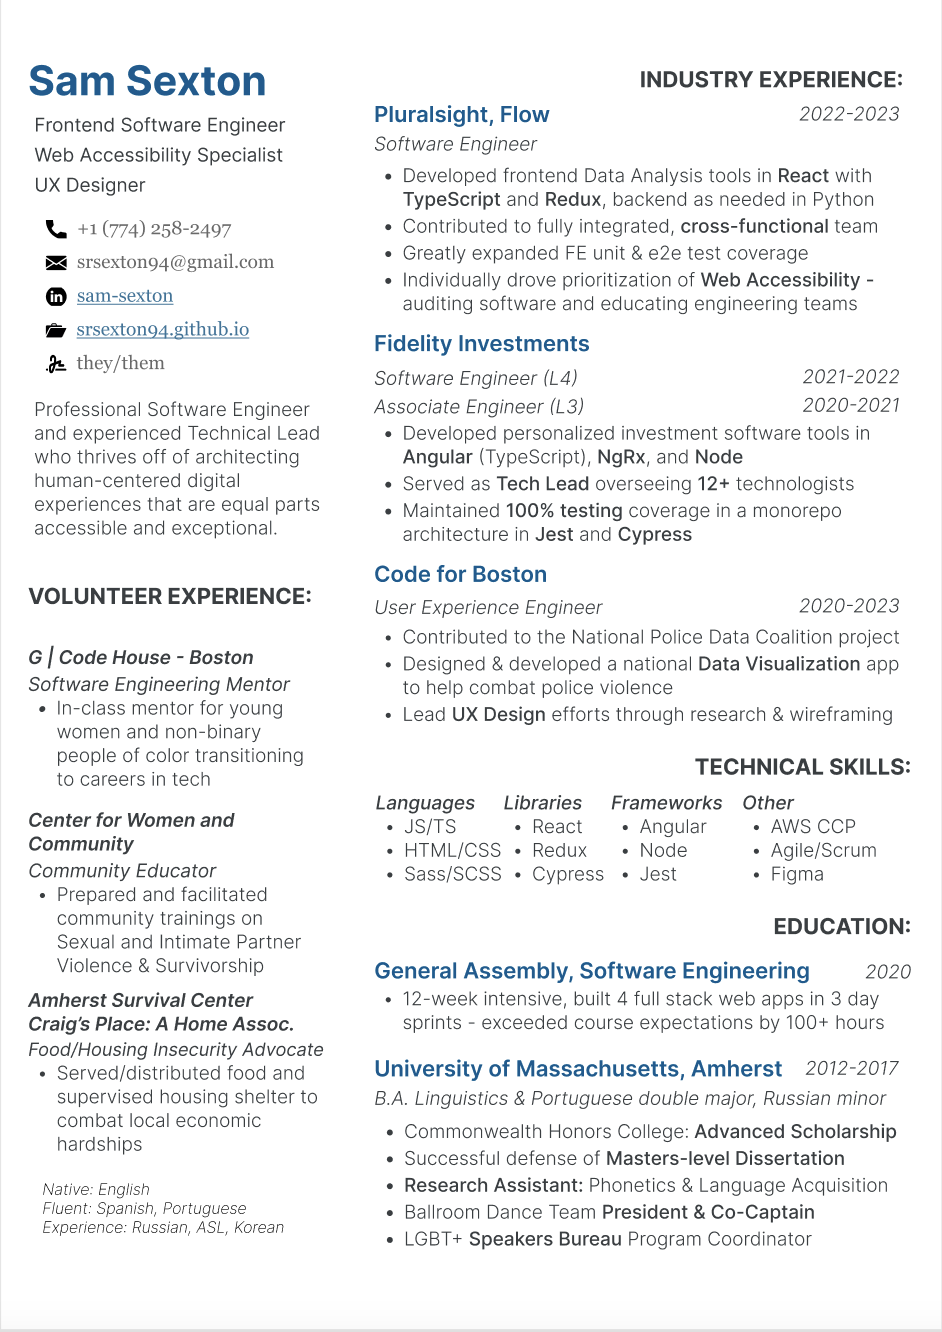 Sam Sexton
Frontend Software Engineer
Web Accessibility Specialist
UX Designer
+1 (774) 258-2497
srsexton94@gmail.com
sam-sexton
srsexton94.github.io
they/them
Professional Software Engineer
and experienced Technical Lead
who thrives off of architecting
human-centered digital
experiences that are equal parts
accessible and exceptional.
VOLUNTEER EXPERIENCE:
G | Code House - Boston
Software Engineering Mentor
• In-class mentor for young
women and non-binary
people of color transitioning
to careers in tech
Center for Women and
Community
Community Educator
• Prepared and facilitated
community trainings on
Sexual and Intimate Partner
Violence & Survivorship
Amherst Survival Center
Craig's Place: A Home Assoc.
Food/Housing Insecurity Advocate
• Served/distributed food and
supervised housing shelter to
combat local economic
hardships
Native: English
Fluent: Spanish, Portuguese
Experience: Russian, ASL, Korean
INDUSTRY EXPERIENCE:
Pluralsight, Flow 2022-2023
Software Engineer
• Developed frontend Data Analysis tools in React with
TypeScript and Redux, backend as needed in Python
• Contributed to fully integrated, cross-functional team
• Greatly expanded FE unit & e2e test coverage
• Individually drove prioritization of Web Accessibility -
auditing software and educating engineering teams
Fidelity Investments
Software Engineer (L4) 2021-2022
Associate Engineer (L3) 2020-2021
• Developed personalized investment software tools in
Angular (TypeScript), NgRx, and Node
• Served as Tech Lead overseeing 12+ technologists
• Maintained 100% testing coverage in a monorepo
architecture in Jest and Cypress
Code for Boston
User Experience Engineer 2020-2023
• Contributed to the National Police Data Coalition project
• Designed & developed a national Data Visualization app
to help combat police violence
• Lead UX Design efforts through research & wireframing
TECHNICAL SKILLS:
Languages Libraries Frameworks Other
• JS/TS • React • Angular • AWS CCP
• HTML/CSS • Redux • Node • Agile/Scrum
• Sass/SCSS • Cypress • Jest • Figma
EDUCATION:
General Assembly, Software Engineering 2020
• 12-week intensive, built 4 full stack web apps in 3 day
sprints - exceeded course expectations by 100+ hours
University of Massachusetts, Amherst 2012-2017
B.A. Linguistics & Portuguese double major, Russian minor
• Commonwealth Honors College: Advanced Scholarship
• Successful defense of Masters-level Dissertation
• Research Assistant: Phonetics & Language Acquisition
• Ballroom Dance Team President & Co-Captain
• LGBT+ Speakers Bureau Program Coordinator